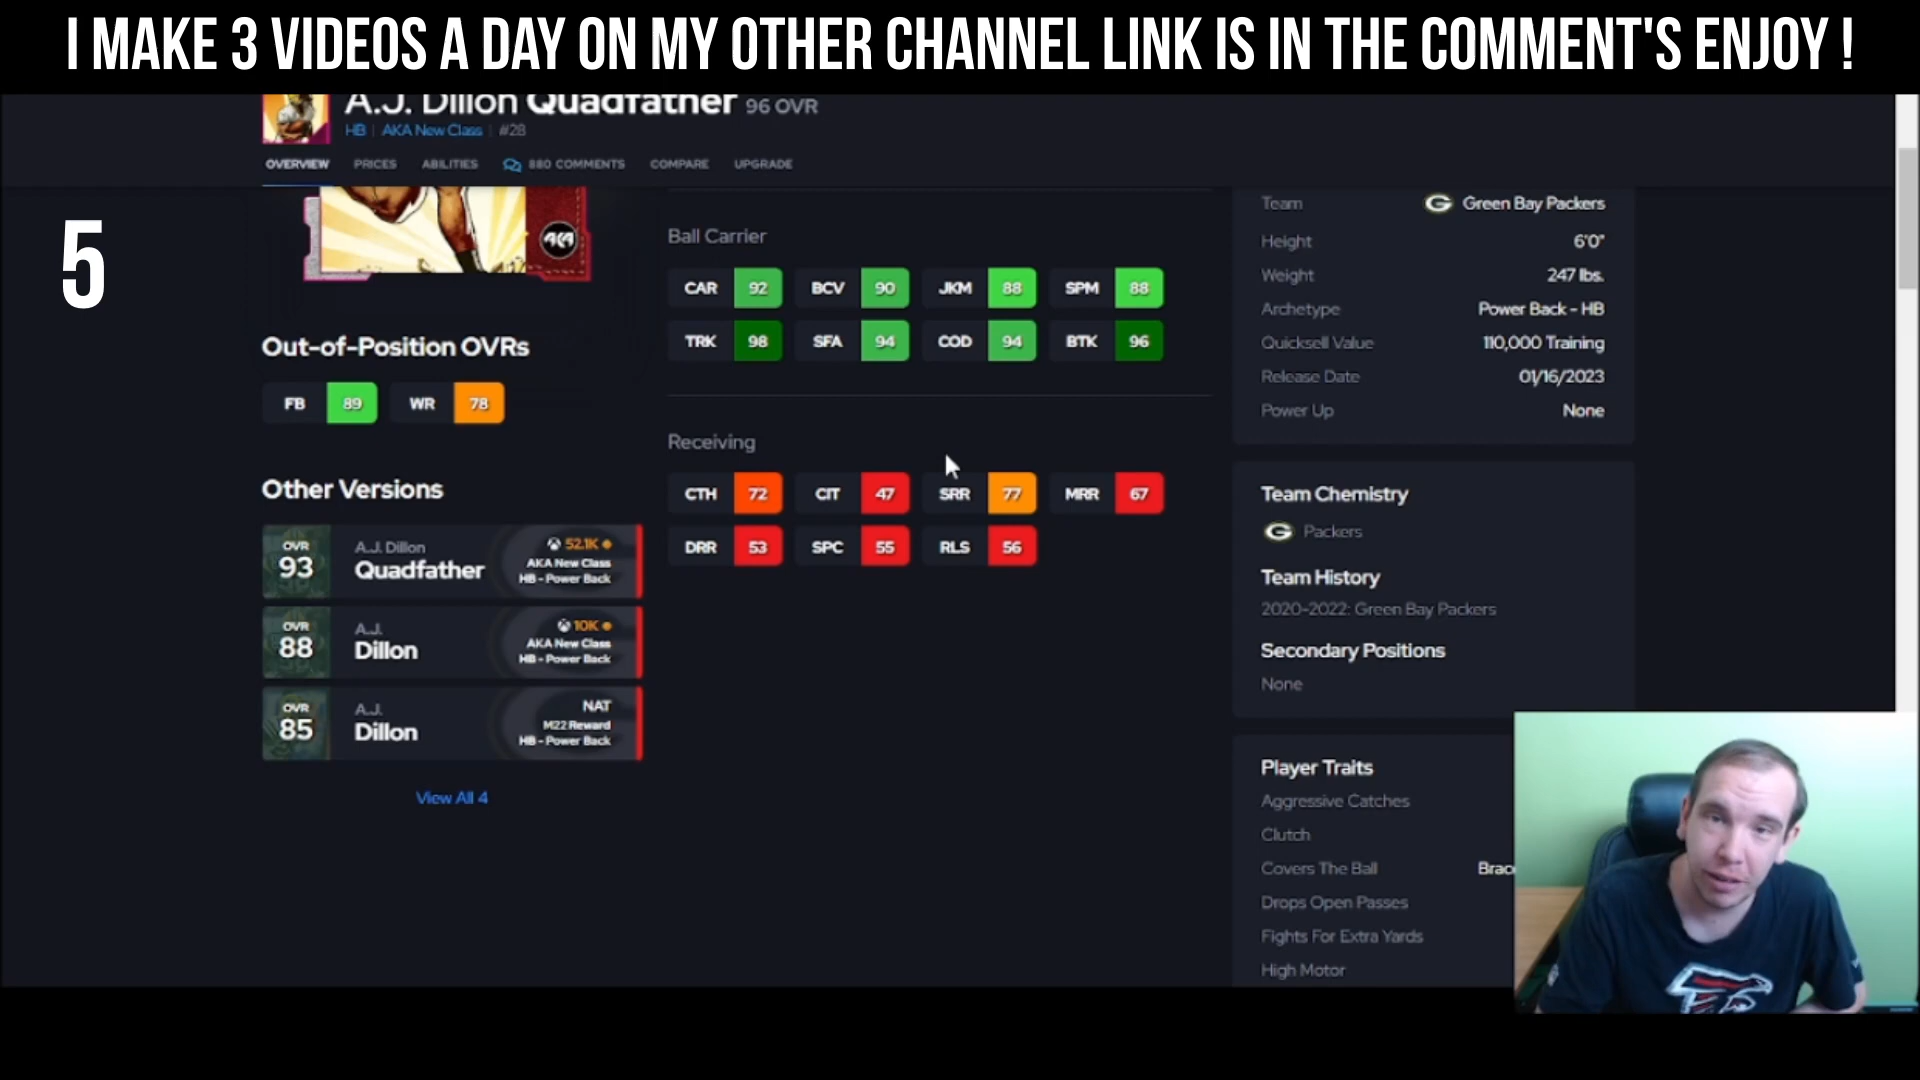 I MAKE 3 VIDEOS A DAY ON MY OTHER CHANNEL LINK IS IN THE COMMENT'S ENJOY !
A.J. Dillon Quadfather 96 OVR
HB | AKA New Class | #28
OVERVIEW PRICES ABILITIES 880 COMMENTS COMPARE UPGRADE
5
Out-of-Position OVRs
FB 89 WR 78
Other Versions
OVR 93 A.J. Dillon Quadfather 52.1K
AKA New Class
HB - Power Back
OVR 88 A.J. Dillon 10K
AKA New Class
HB - Power Back
OVR 85 A.J. Dillon NAT
M22 Reward
HB - Power Back
View All 4
Ball Carrier
CAR 92 BCV 90 JKM 88 SPM 88
TRK 98 SFA 94 COD 94 BTK 96
Receiving
CTH 72 CIT 47 SRR 77 MRR 67
DRR 53 SPC 55 RLS 56
Team Green Bay Packers
Height 6'0"
Weight 247 lbs.
Archetype Power Back - HB
Quicksell Value 110,000 Training
Release Date 01/16/2023
Power Up None
Team Chemistry
Packers
Team History
2020-2022: Green Bay Packers
Secondary Positions
None
Player Traits
Aggressive Catches
Clutch
Covers The Ball
Drops Open Passes
Fights For Extra Yards
High Motor